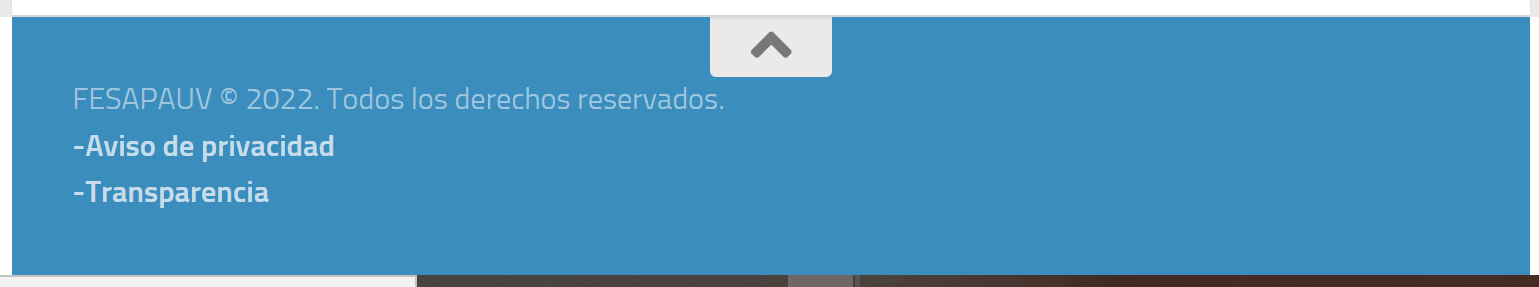 FESAPAUV © 2022. Todos los derechos reservados.
-Aviso de privacidad
-Transparencia